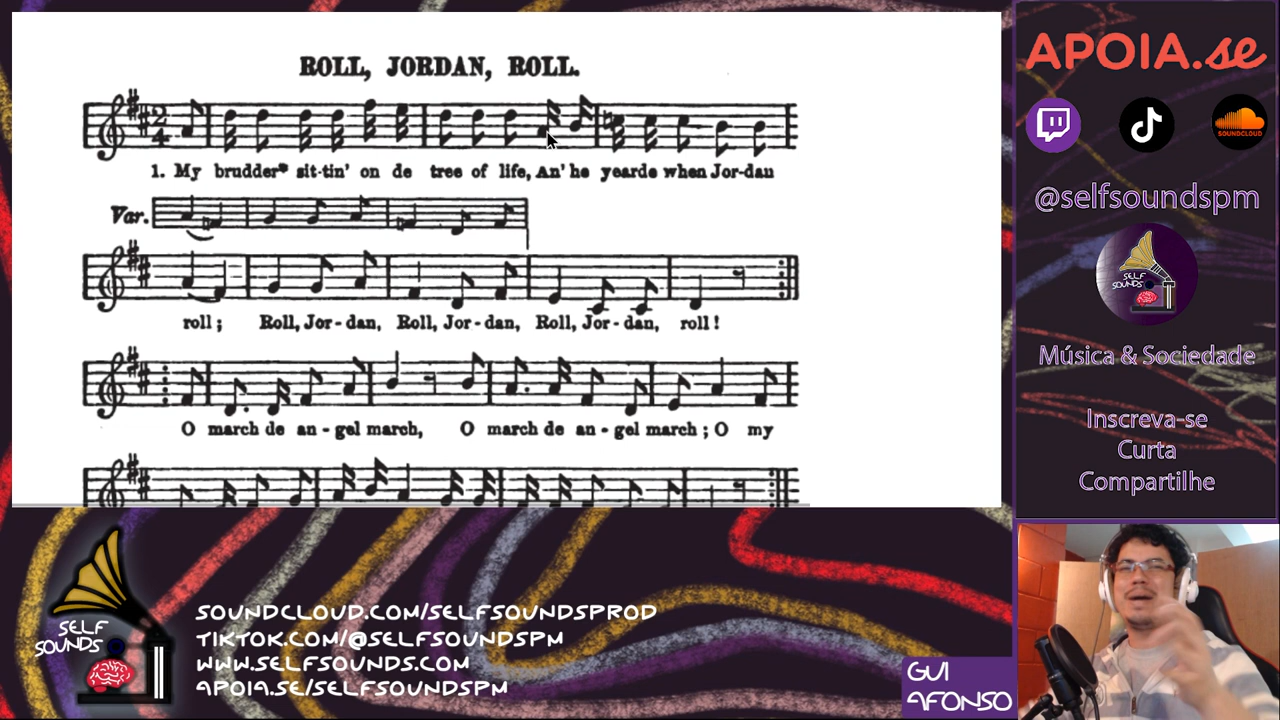 ROLL, JORDAN, ROLL.
1. My brudder* sit-tin' on de tree of life, An' he yearde when Jor-dan
Var.
roll; Roll, Jor-dan, Roll, Jor-dan, Roll, Jor-dan, roll!
O march de an-gel march, O march de an-gel march; O my
APOIA.se
SOUNDCLOUD
@selfsoundspm
SELF
SOUNDS
Música & Sociedade
Inscreva-se
Curta
Compartilhe
SELF
SOUNDS
SOUNDCLOUD.COM/SELFSOUNDSPROD
TIKTOK.COM/@SELFSOUNDSPM
WWW.SELFSOUNDS.COM
APOIA.SE/SELFSOUNDSPM
GUI
AFONSO